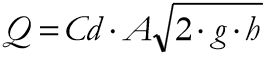 Q = Cd · A√2 · g · h